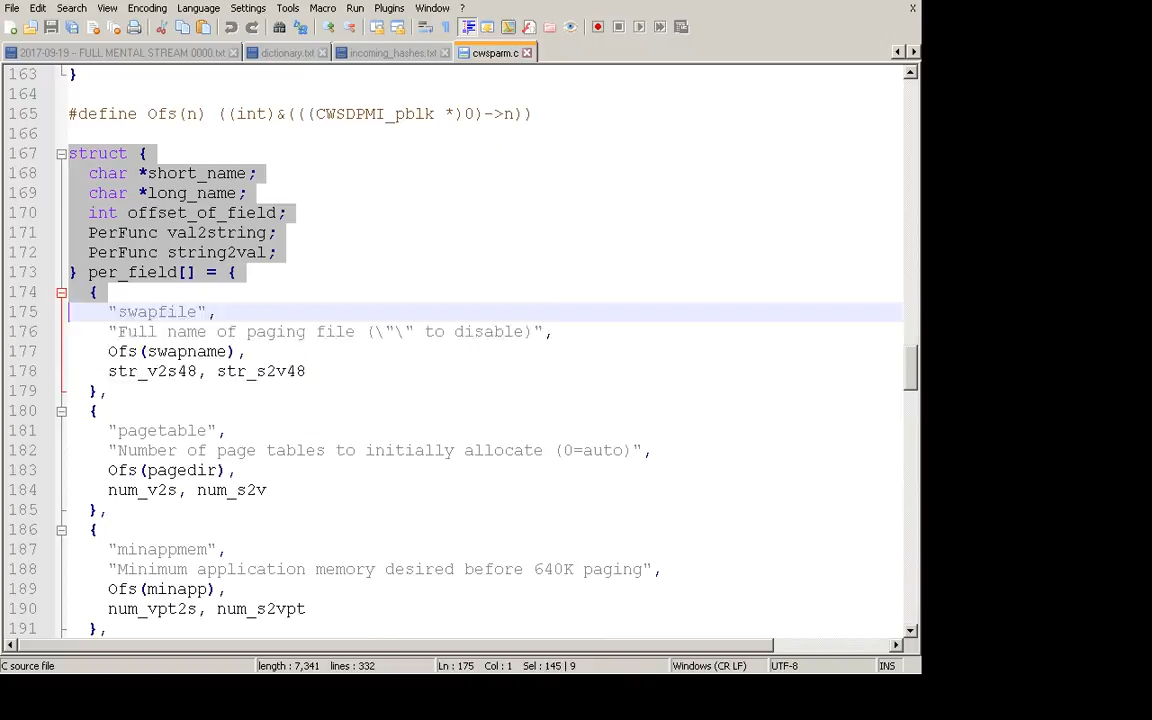 File Edit Search View Encoding Language Settings Tools Macro Run Plugins Window ? X
2017-09-19 – FULL MENTAL STREAM 0000.txt dictionary.txt incoming_hashes.txt cwsparm.c
163 }
164
165 #define Ofs(n) ((int)&(((CWSDPMI_pblk *)0)->n))
166
167 struct {
168 char *short_name;
169 char *long_name;
170 int offset_of_field;
171 PerFunc val2string;
172 PerFunc string2val;
173 } per_field[] = {
174 {
175 "swapfile",
176 "Full name of paging file (\"\" to disable)",
177 Ofs(swapname),
178 str_v2s48, str_s2v48
179 },
180 {
181 "pagetable",
182 "Number of page tables to initially allocate (0=auto)",
183 Ofs(pagedir),
184 num_v2s, num_s2v
185 },
186 {
187 "minappmem",
188 "Minimum application memory desired before 640K paging",
189 Ofs(minapp),
190 num_vpt2s, num_s2vpt
191 },
C source file length : 7,341 lines : 332 Ln : 175 Col : 1 Sel : 145 | 9 Windows (CR LF) UTF-8 INS